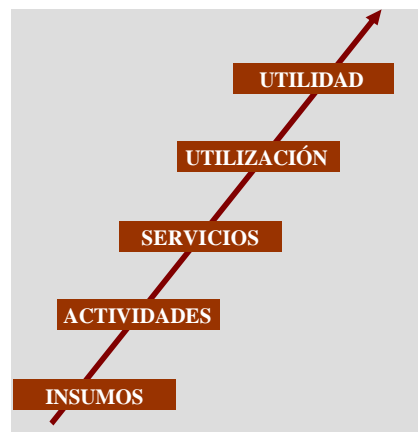 UTILIDAD
UTILIZACIÓN
SERVICIOS
ACTIVIDADES
INSUMOS